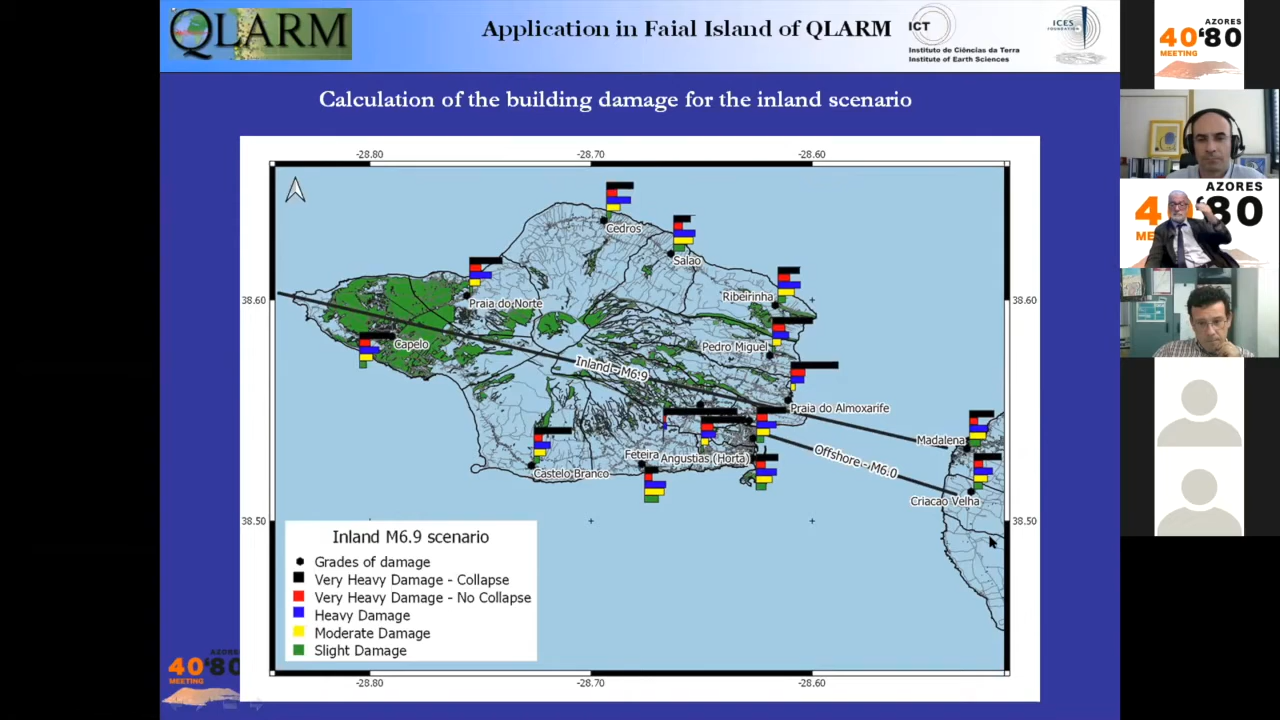 QLARM
Application in Faial Island of QLARM
ICT
Instituto de Ciências da Terra
Institute of Earth Sciences
ICES
FOUNDATION
Calculation of the building damage for the inland scenario
-28.80
-28.70
-28.60
Cedros
Salao
Ribeirinha
38.60
38.60
Praia do Norte
Pedro Miguel
Capelo
Inland - M6.9
Praia do Almoxarife
Madalena
Feteira
Angustias (Horta)
Offshore - M6.0
Castelo Branco
Criacao Velha
38.50
38.50
Inland M6.9 scenario
Grades of damage
Very Heavy Damage - Collapse
Very Heavy Damage - No Collapse
Heavy Damage
Moderate Damage
Slight Damage
-28.80
-28.70
-28.60
AZORES
40‘80
MEETING
AZORES
40‘80
MEETING
AZORES
4 80
ME